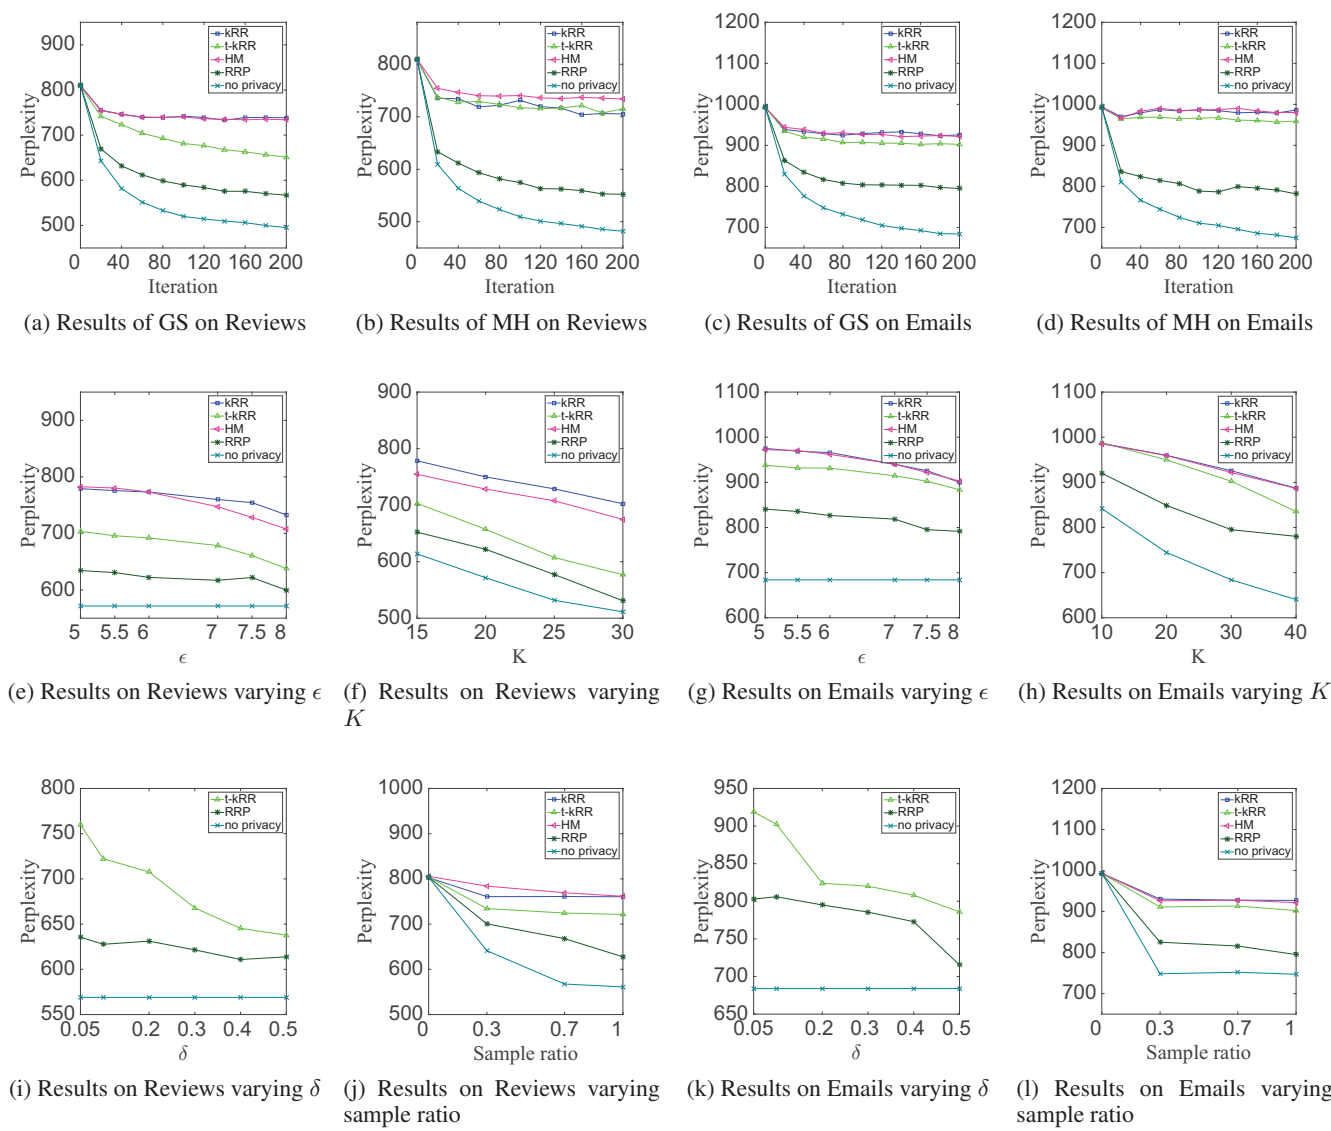 900
800
700
600
500
Perplexity
0 40 80 120 160 200
Iteration
kRR
t-kRR
HM
RRP
no privacy
(a) Results of GS on Reviews
800
700
600
500
Perplexity
0 40 80 120 160 200
Iteration
kRR
t-kRR
HM
RRP
no privacy
(b) Results of MH on Reviews
1200
1100
1000
900
800
700
Perplexity
0 40 80 120 160 200
Iteration
kRR
t-kRR
HM
RRP
no privacy
(c) Results of GS on Emails
1200
1100
1000
900
800
700
Perplexity
0 40 80 120 160 200
Iteration
kRR
t-kRR
HM
RRP
no privacy
(d) Results of MH on Emails
900
800
700
600
Perplexity
5 5.5 6 7 7.5 8
ϵ
kRR
t-kRR
HM
RRP
no privacy
(e) Results on Reviews varying ϵ
900
800
700
600
500
Perplexity
15 20 25 30
K
kRR
t-kRR
HM
RRP
no privacy
(f) Results on Reviews varying
K
1100
1000
900
800
700
600
Perplexity
5 5.5 6 7 7.5 8
ϵ
kRR
t-kRR
HM
RRP
no privacy
(g) Results on Emails varying ϵ
1100
1000
900
800
700
600
Perplexity
10 20 30 40
K
kRR
t-kRR
HM
RRP
no privacy
(h) Results on Emails varying K
800
750
700
650
600
550
Perplexity
0.05 0.2 0.3 0.4 0.5
δ
t-kRR
RRP
no privacy
(i) Results on Reviews varying δ
1000
900
800
700
600
500
Perplexity
0 0.3 0.7 1
Sample ratio
kRR
t-kRR
HM
RRP
no privacy
(j) Results on Reviews varying
sample ratio
950
900
850
800
750
700
650
Perplexity
0.05 0.2 0.3 0.4 0.5
δ
t-kRR
RRP
no privacy
(k) Results on Emails varying δ
1200
1100
1000
900
800
700
Perplexity
0 0.3 0.7 1
Sample ratio
kRR
t-kRR
HM
RRP
no privacy
(l) Results on Emails varying
sample ratio